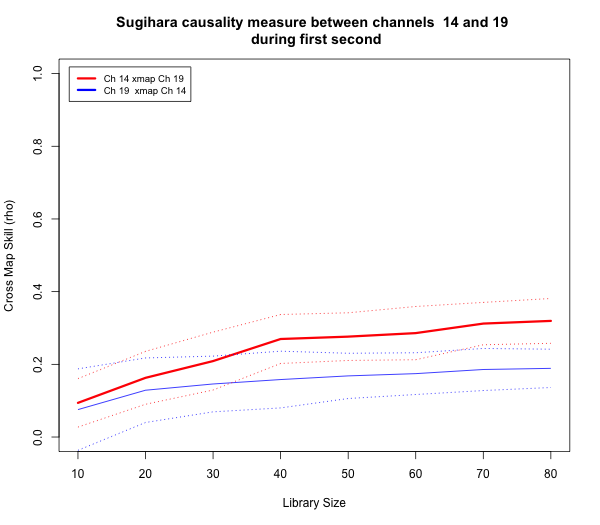 Sugihara causality measure between channels  14 and 19
during first second
Ch 14 xmap Ch 19
Ch 19  xmap Ch 14
Cross Map Skill (rho)
1.0
0.8
0.6
0.4
0.2
0.0
10 20 30 40 50 60 70 80
Library Size